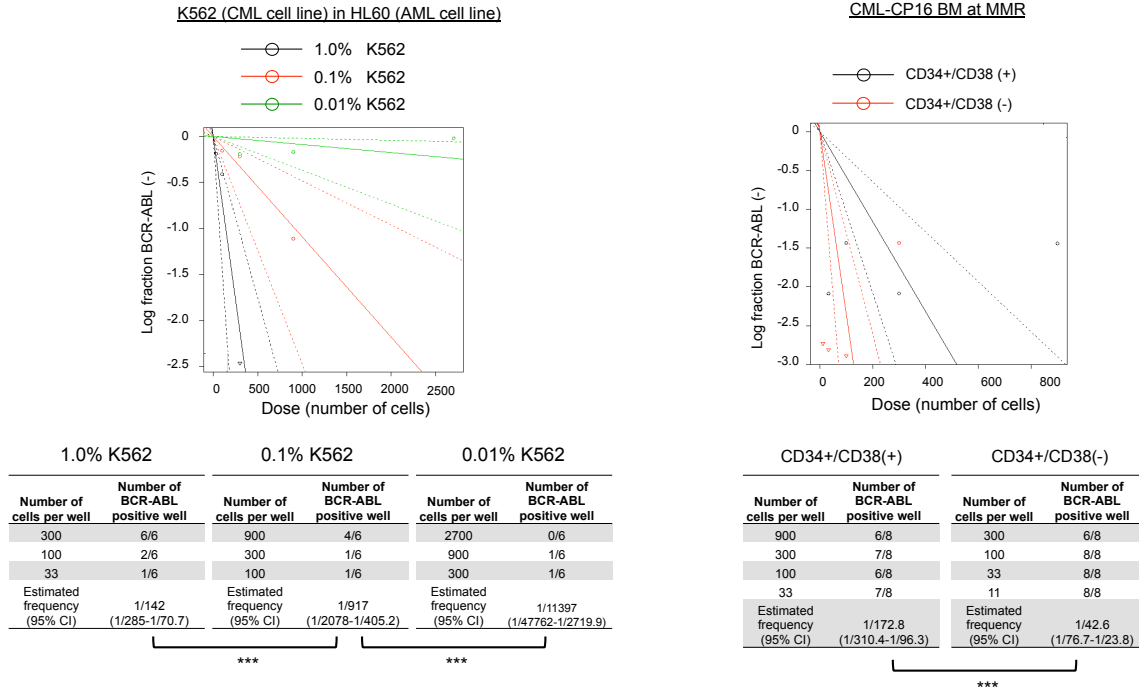 K562 (CML cell line) in HL60 (AML cell line)
1.0% K562
0.1% K562
0.01% K562
Log fraction BCR-ABL (-)
0
-0.5
-1.0
-1.5
-2.0
-2.5
0 500 1000 1500 2000 2500
Dose (number of cells)
1.0% K562 0.1% K562 0.01% K562
Number of cells per well Number of BCR-ABL positive well Number of cells per well Number of BCR-ABL positive well Number of cells per well Number of BCR-ABL positive well
300 6/6 900 4/6 2700 0/6
100 2/6 300 1/6 900 1/6
33 1/6 100 1/6 300 1/6
Estimated frequency (95% CI) 1/142 (1/285-1/70.7) Estimated frequency (95% CI) 1/917 (1/2078-1/405.2) 1/11397 (1/47762-1/2719.9)
Estimated frequency (95% CI)
*** ***
CML-CP16 BM at MMR
CD34+/CD38 (+)
CD34+/CD38 (-)
Log fraction BCR-ABL (-)
0
-0.5
-1.0
-1.5
-2.0
-2.5
-3.0
0 200 400 600 800
Dose (number of cells)
CD34+/CD38(+) CD34+/CD38(-)
Number of cells per well Number of BCR-ABL positive well Number of cells per well Number of BCR-ABL positive well
900 6/8 300 6/8
300 7/8 100 8/8
100 6/8 33 8/8
33 7/8 11 8/8
Estimated frequency (95% CI) 1/172.8 (1/310.4-1/96.3) Estimated frequency (95% CI) 1/42.6 (1/76.7-1/23.8)
***